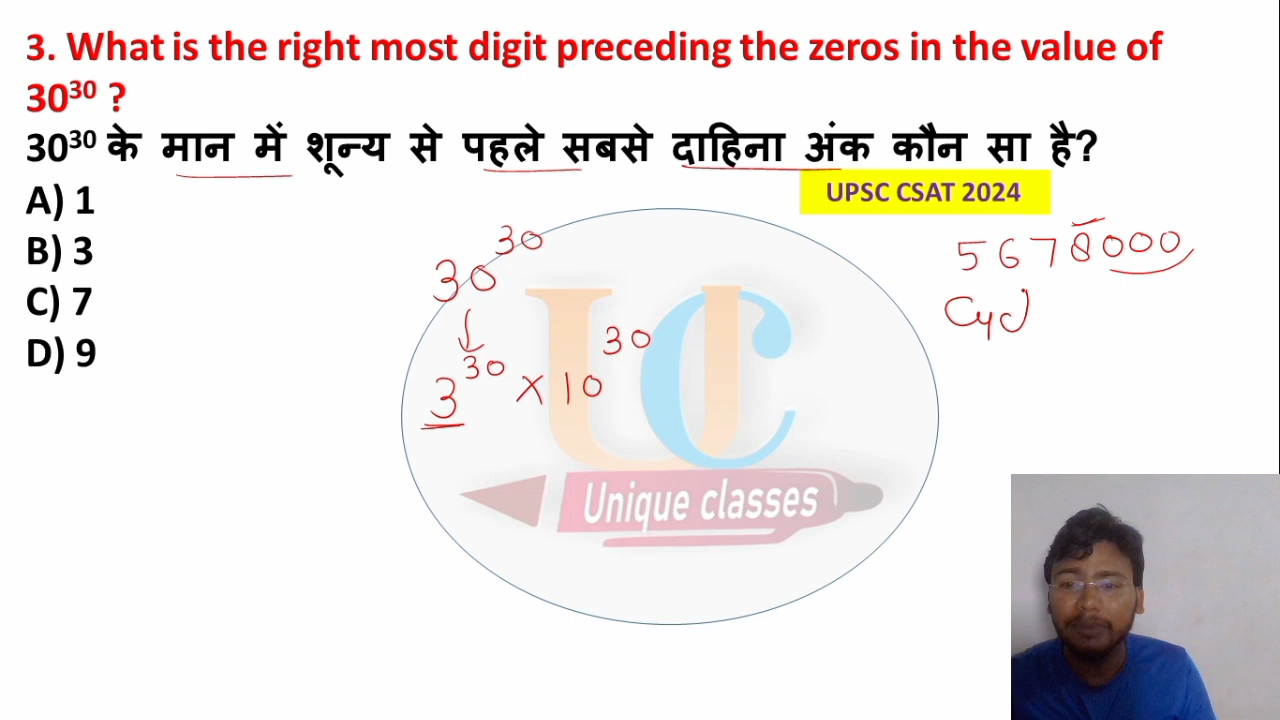 3. What is the right most digit preceding the zeros in the value of
30³⁰ ?
30³⁰ के मान में शून्य से पहले सबसे दाहिना अंक कौन सा है?
A) 1
UPSC CSAT 2024
B) 3
C) 7
D) 9
30³⁰
3³⁰ × 10³⁰
5678000
UC
Unique classes